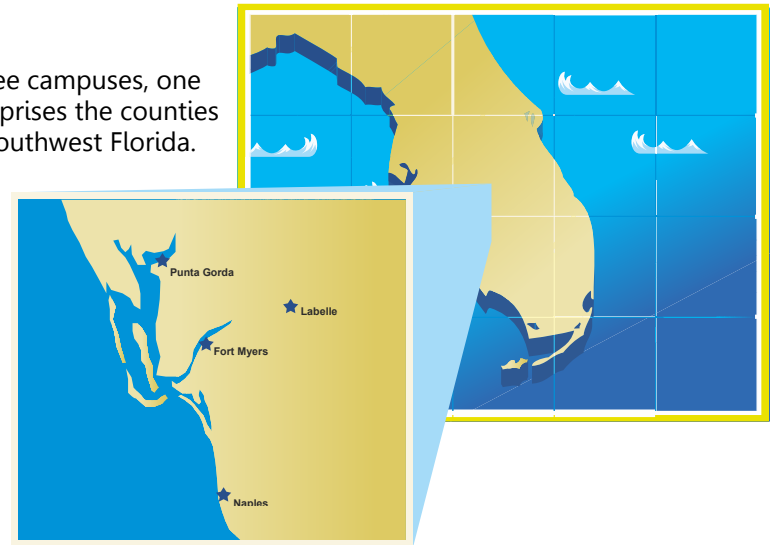 ee campuses, one
prises the counties
outhwest Florida.
Punta Gorda
Labelle
Fort Myers
Naples